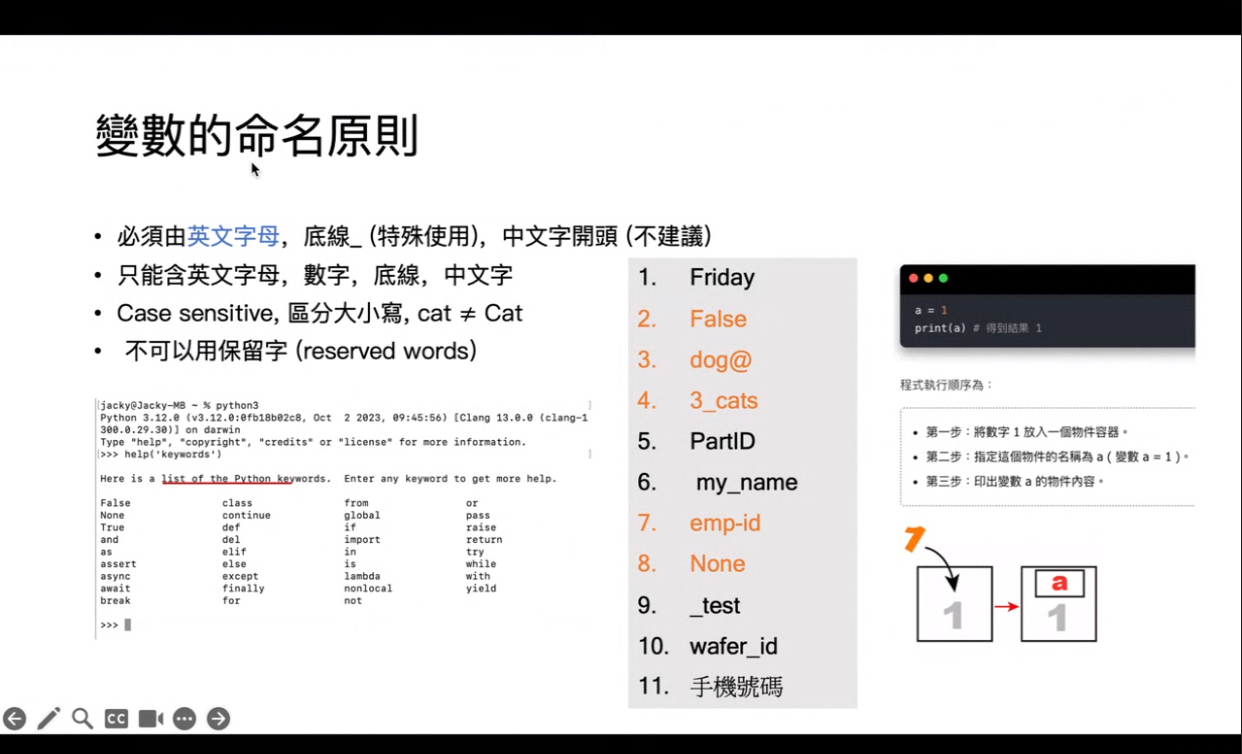 變數的命名原則
• 必須由英文字母，底線_ (特殊使用)，中文字開頭 (不建議)
• 只能含英文字母，數字，底線，中文字
• Case sensitive, 區分大小寫, cat ≠ Cat
• 不可以用保留字 (reserved words)
jacky@Jacky-MB ~ % python3
Python 3.12.0 (v3.12.0:0fb18b02c8, Oct  2 2023, 09:45:56) [Clang 13.0.0 (clang-1
300.0.29.30)] on darwin
Type "help", "copyright", "credits" or "license" for more information.
>>> help('keywords')
Here is a list of the Python keywords.  Enter any keyword to get more help.
False class from or
None continue global pass
True def if raise
and del import return
as elif in try
assert else is while
async except lambda with
await finally nonlocal yield
break for not
>>>
1. Friday
2. False
3. dog@
4. 3_cats
5. PartID
6. my_name
7. emp-id
8. None
9. _test
10. wafer_id
11. 手機號碼
a = 1
print(a) # 得到結果 1
程式執行順序為：
• 第一步：將數字 1 放入一個物件容器。
• 第二步：指定這個物件的名稱為 a ( 變數 a = 1 )。
• 第三步：印出變數 a 的物件內容。
1
1
a
1
CC